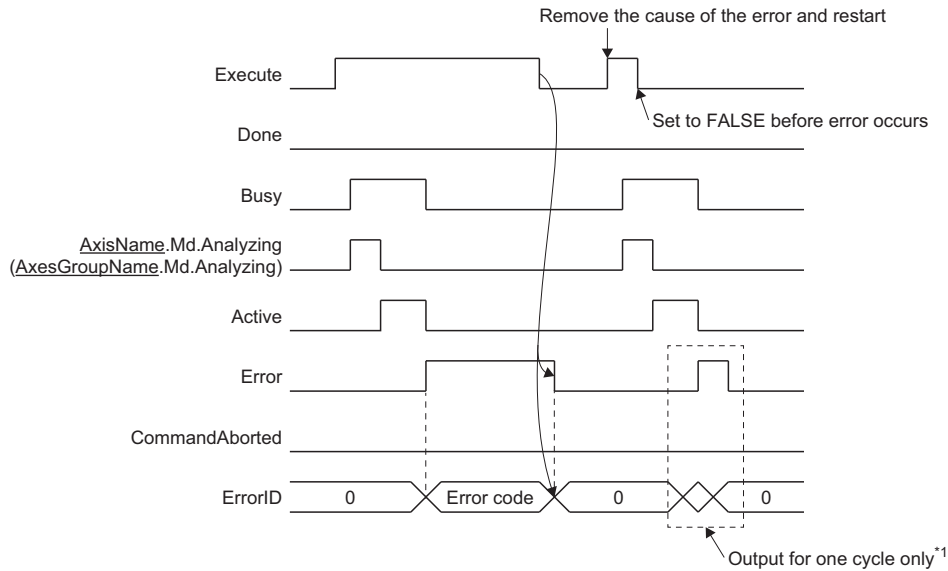 Remove the cause of the error and restart
Execute
Set to FALSE before error occurs
Done
Busy
AxisName.Md.Analyzing
(AxesGroupName.Md.Analyzing)
Active
Error
CommandAborted
ErrorID
0
Error code
0
0
Output for one cycle only*1